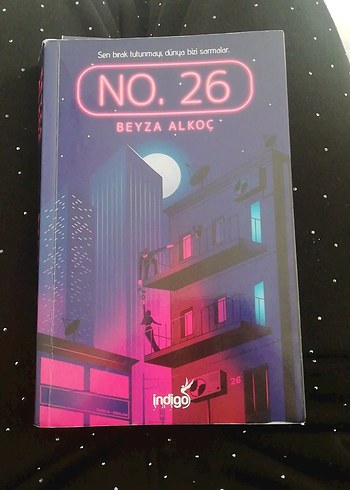 Sen bırak tutunmayı, dünya bizi sarmalar.
NO. 26
BEYZA ALKOÇ
26
indigo